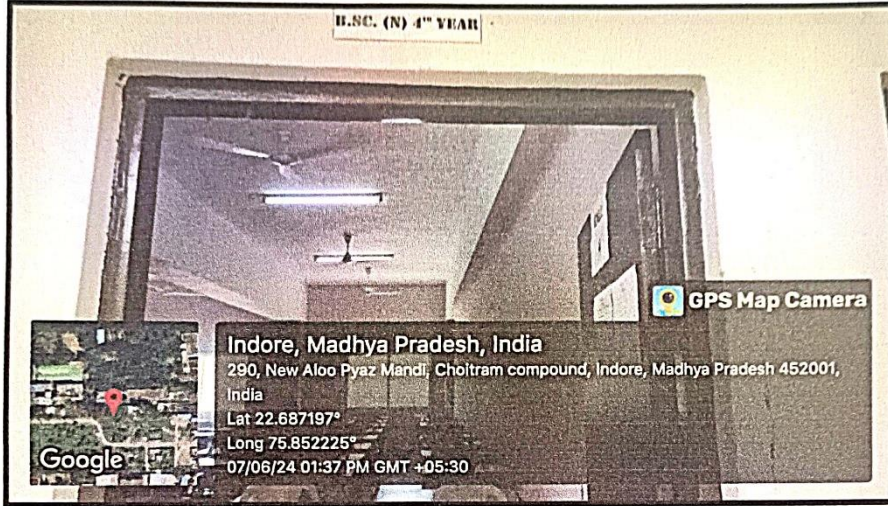 B.SC. (N) 4TH YEAR
GPS Map Camera
Indore, Madhya Pradesh, India
290, New Aloo Pyaz Mandi, Choitram compound, Indore, Madhya Pradesh 452001,
India
Lat 22.687197°
Long 75.852225°
07/06/24 01:37 PM GMT +05:30
Google